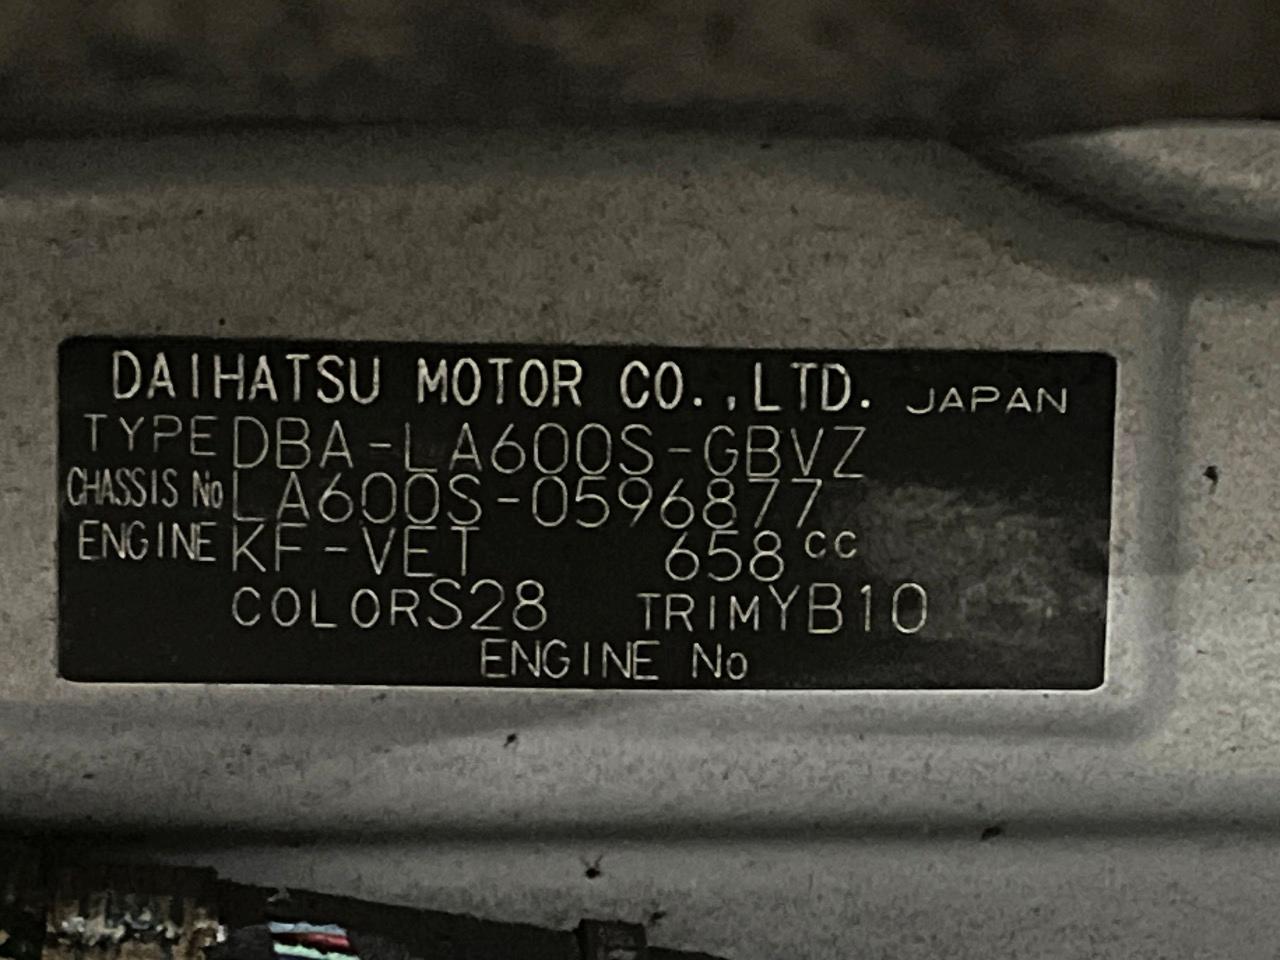 DAIHATSU MOTOR CO.,LTD. JAPAN
TYPE DBA-LA600S-GBVZ
CHASSIS No LA600S-0596877
ENGINE KF-VET 658cc
COLOR S28 TRIM YB10
ENGINE No